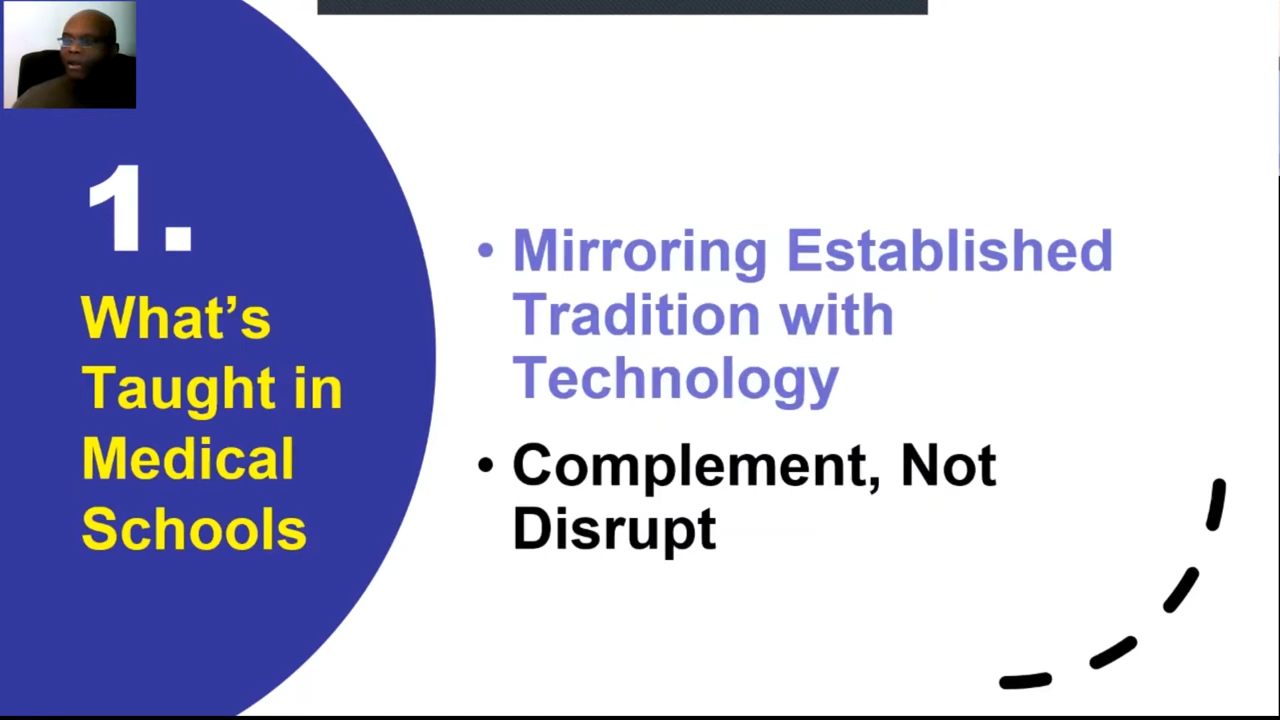 1.
What’s
Taught in
Medical
Schools
• Mirroring Established
Tradition with
Technology
• Complement, Not
Disrupt